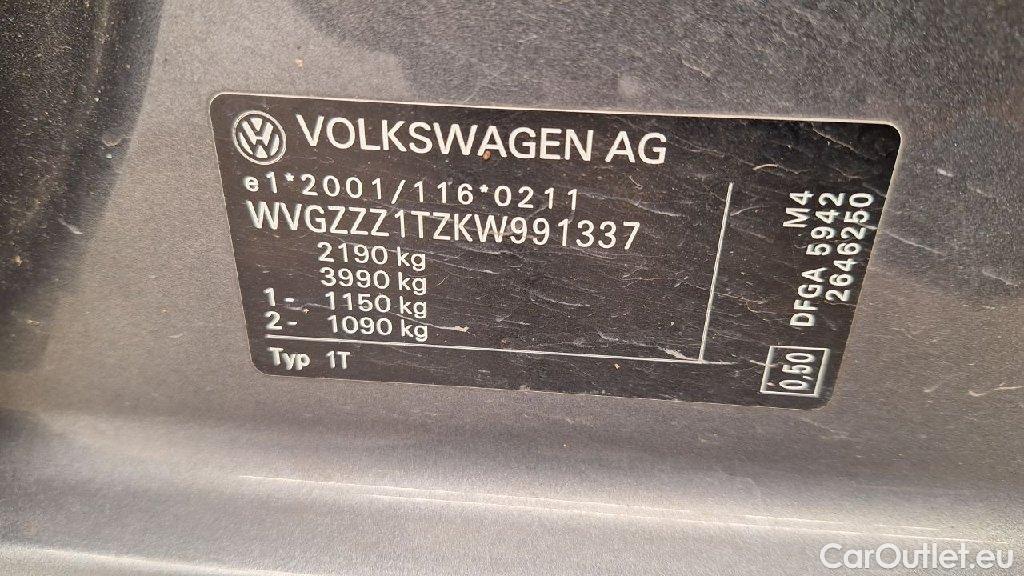 VW VOLKSWAGEN AG
e1*2001/116*0211
WVGZZZ1TZKW991337
2190 kg
3990 kg
1- 1150 kg
2- 1090 kg
Typ 1T
M4
DFGA 5942
2646250
0,50
CarOutlet.eu